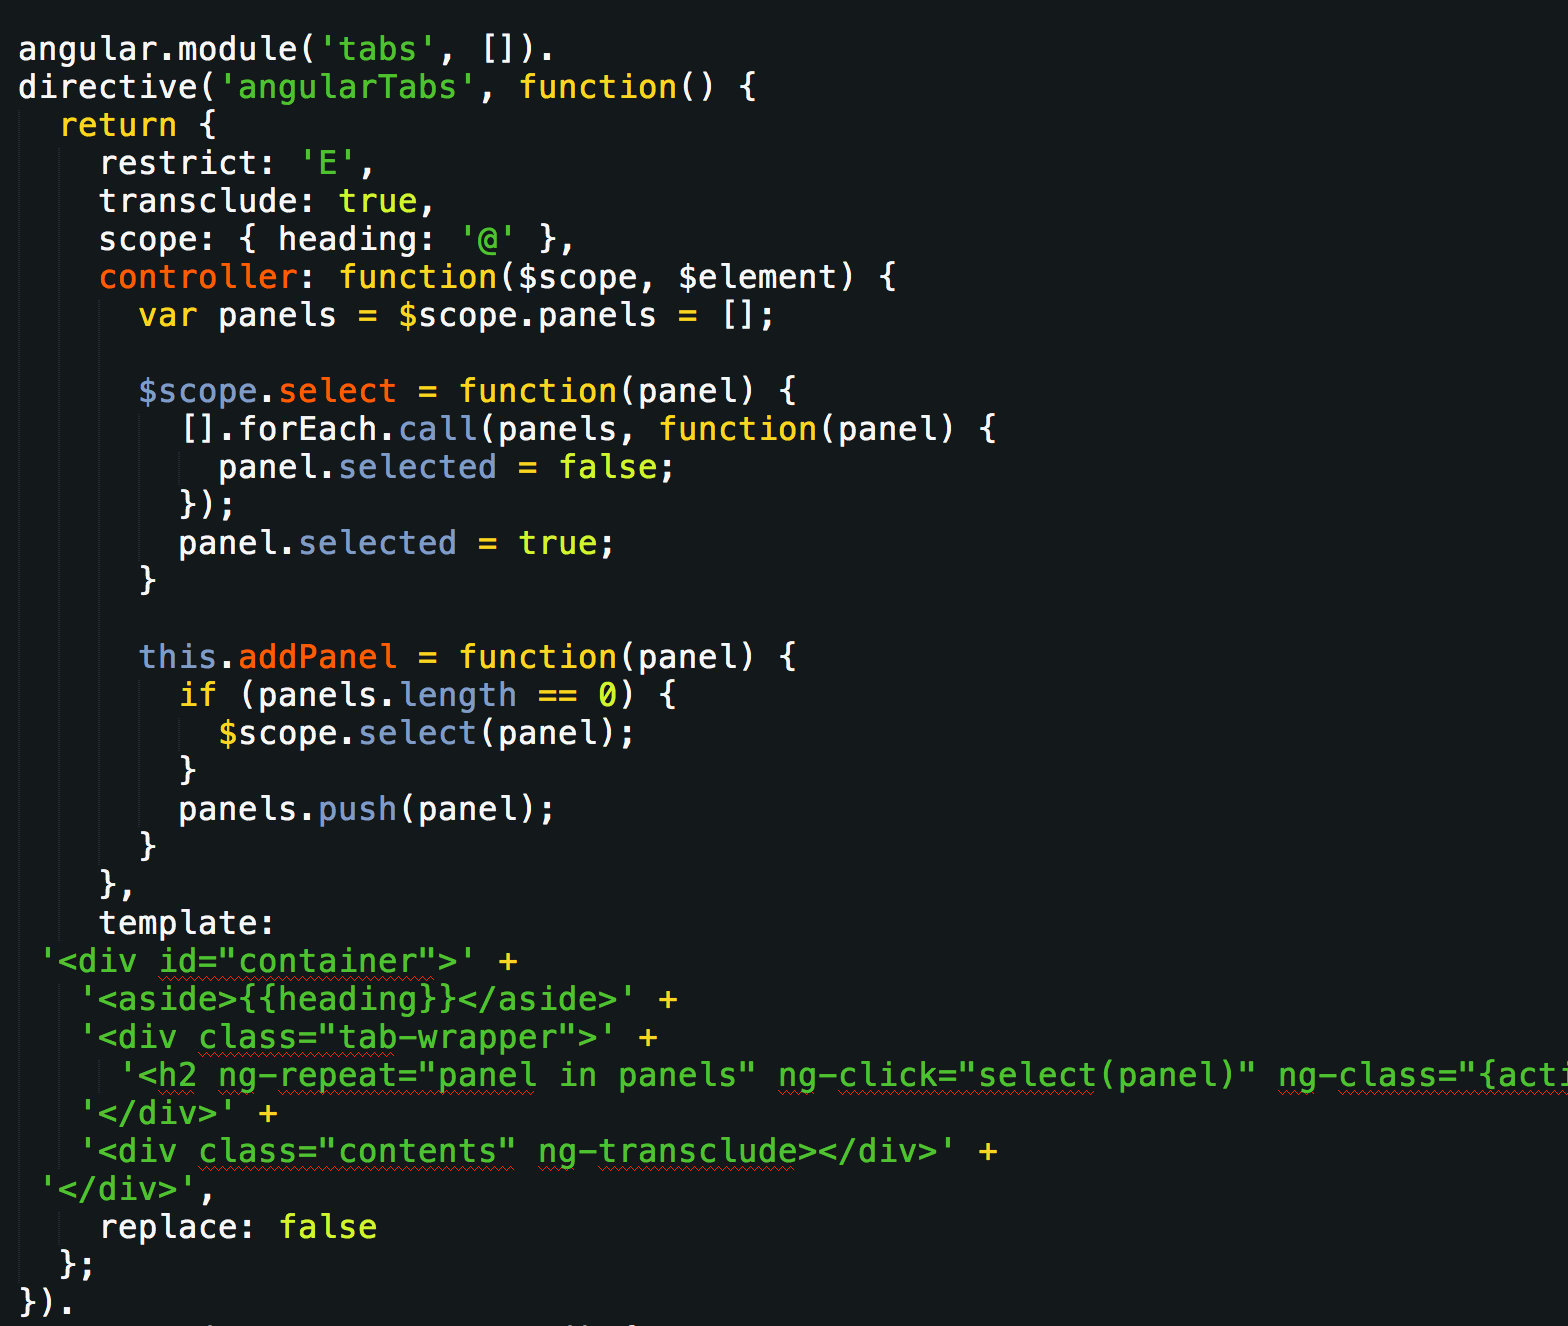 angular.module('tabs', []).
directive('angularTabs', function() {
  return {
    restrict: 'E',
    transclude: true,
    scope: { heading: '@' },
    controller: function($scope, $element) {
      var panels = $scope.panels = [];

      $scope.select = function(panel) {
        [].forEach.call(panels, function(panel) {
          panel.selected = false;
        });
        panel.selected = true;
      }

      this.addPanel = function(panel) {
        if (panels.length == 0) {
          $scope.select(panel);
        }
        panels.push(panel);
      }
    },
    template:
 '<div id="container">' +
   '<aside>{{heading}}</aside>' +
   '<div class="tab-wrapper">' +
     '<h2 ng-repeat="panel in panels" ng-click="select(panel)" ng-class="{acti
   '</div>' +
   '<div class="contents" ng-transclude></div>' +
 '</div>',
    replace: false
  };
}).